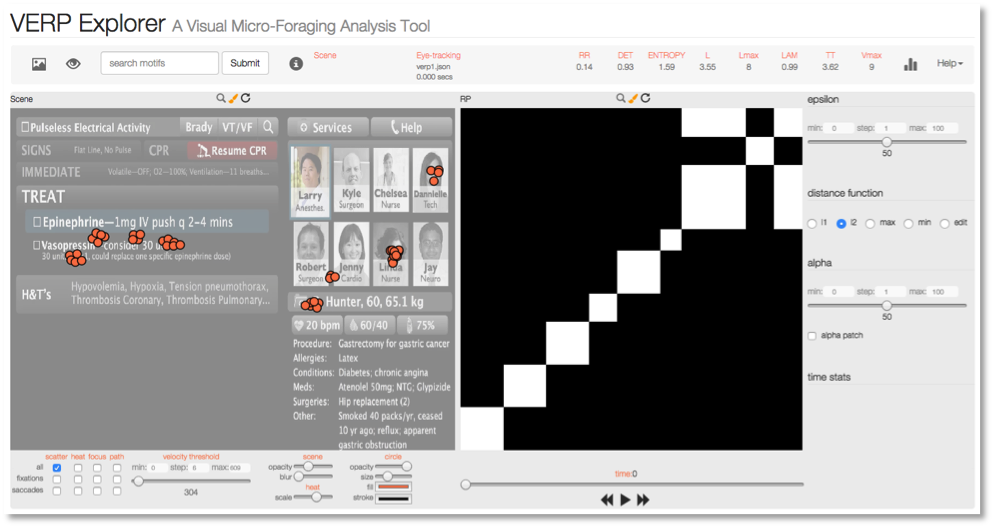 VERP Explorer A Visual Micro-Foraging Analysis Tool
search motifs
Submit
Scene
Eye-tracking
verp1.json
0.000 secs
RR DET ENTROPY L Lmax LAM TT Vmax
0.14 0.93 1.59 3.55 8 0.99 3.62 9
Help
Scene
RP
Pulseless Electrical Activity Brady VT/VF
SIGNS Flat Line, No Pulse CPR Resume CPR
IMMEDIATE Volatile—OFF, O2—100%, Ventilation—11 breaths...
TREAT
Epinephrine—1mg IV push q 2–4 mins
Vasopressin consider 30
30 could replace one specific epinephrine dose)
H&T's
Hypovolemia, Hypoxia, Tension pneumothorax,
Thrombosis Coronary, Thrombosis Pulmonary...
Services Help
Larry Kyle Chelsea Dannielle
Anesthes. Surgeon Nurse Tech
Robert Jenny Linda Jay
Surgeon Cardio Nurse Neuro
Hunter, 60, 65.1 kg
20 bpm 60/40 75%
Procedure: Gastrectomy for gastric cancer
Allergies: Latex
Conditions: Diabetes; chronic angina
Meds: Atenolel 50mg; NTG; Glypizide
Surgeries: Hip replacement (2)
Other: Smoked 40 packs/yr, ceased
10 yr ago; reflux; apparent
gastric obstruction
epsilon
min: 0 step: 1 max: 100
50
distance function
l1 l2 max min edit
alpha
min: 0 step: 1 max: 100
50
alpha patch
time stats
scatter heat focus path
all
fixations
saccades
velocity threshold
min: 0 step: 6 max: 609
304
scene
opacity
blur
heat
scale
circle
opacity
size
fill
stroke
time:0